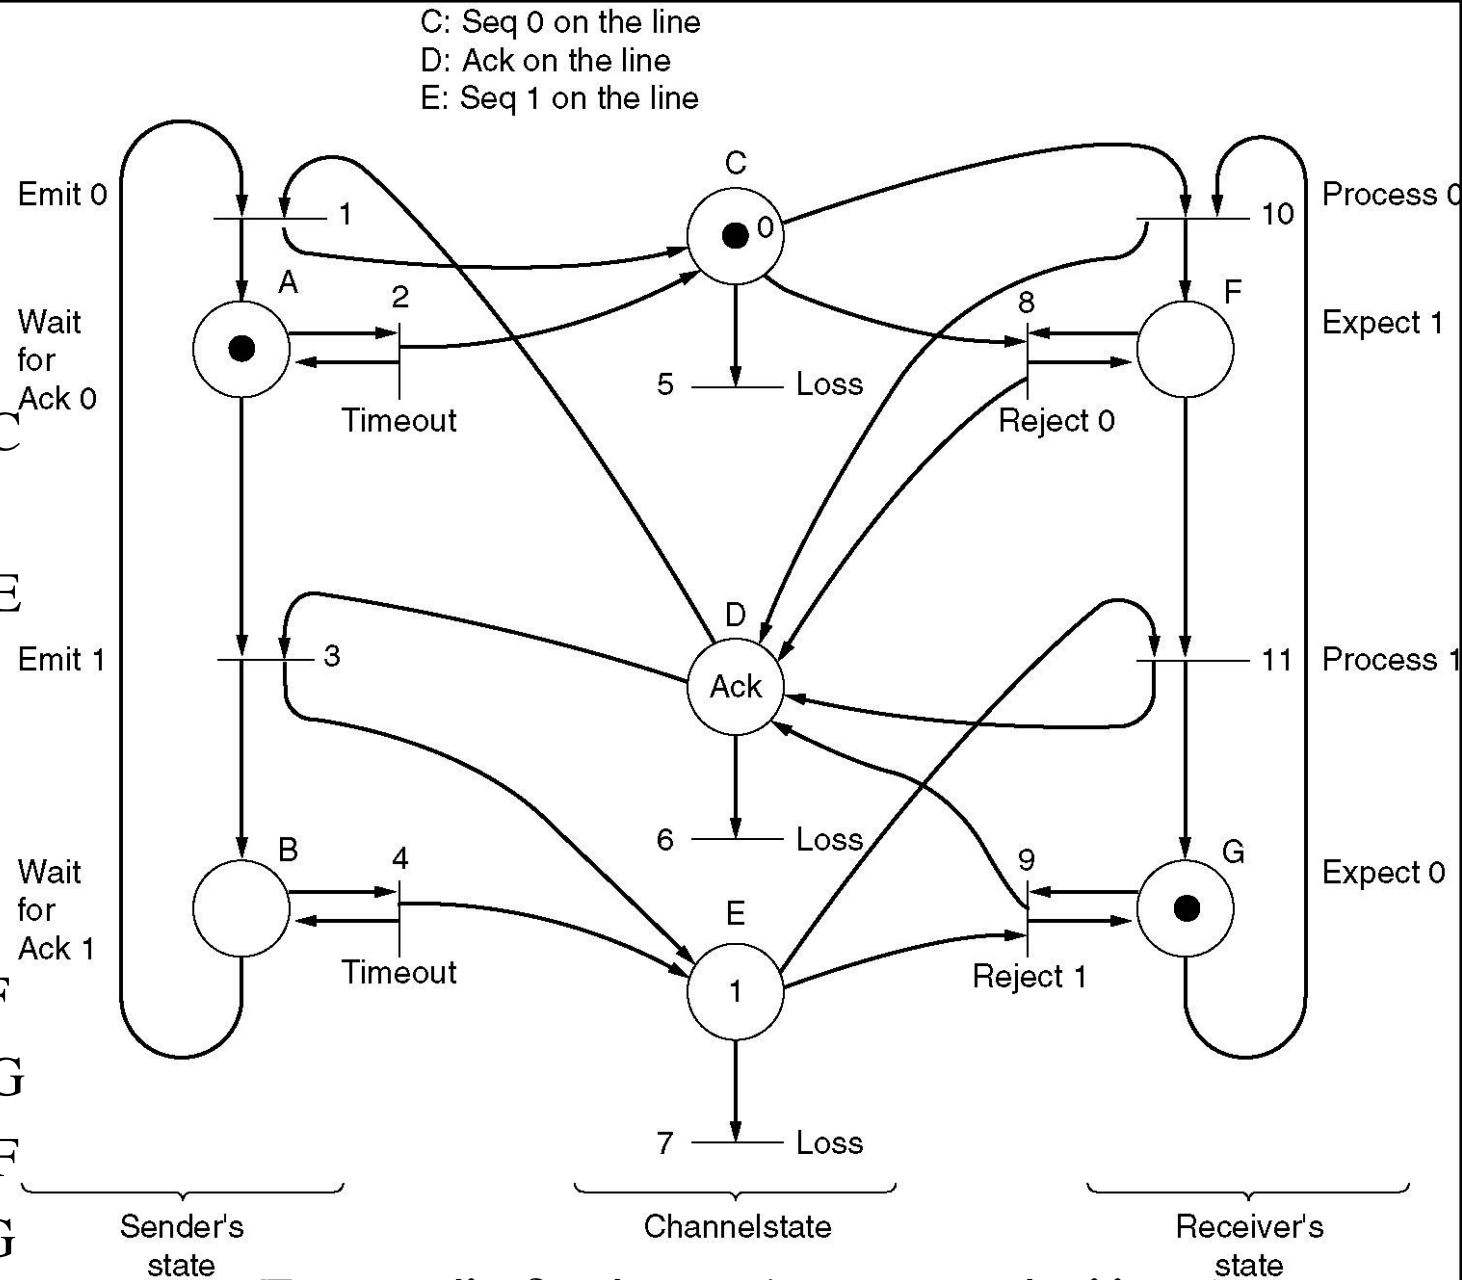 C: Seq 0 on the line
D: Ack on the line
E: Seq 1 on the line
C
Emit 0
1
0
10
Process 0
A
2
8
F
Wait
for
Ack 0
Expect 1
5
Loss
Timeout
Reject 0
C
E
D
Emit 1
3
Ack
11
Process 1
6
Loss
B
4
9
G
Wait
for
Ack 1
Expect 0
E
Timeout
1
Reject 1
F
G
7
Loss
F
G
Sender's
state
Channelstate
Receiver's
state